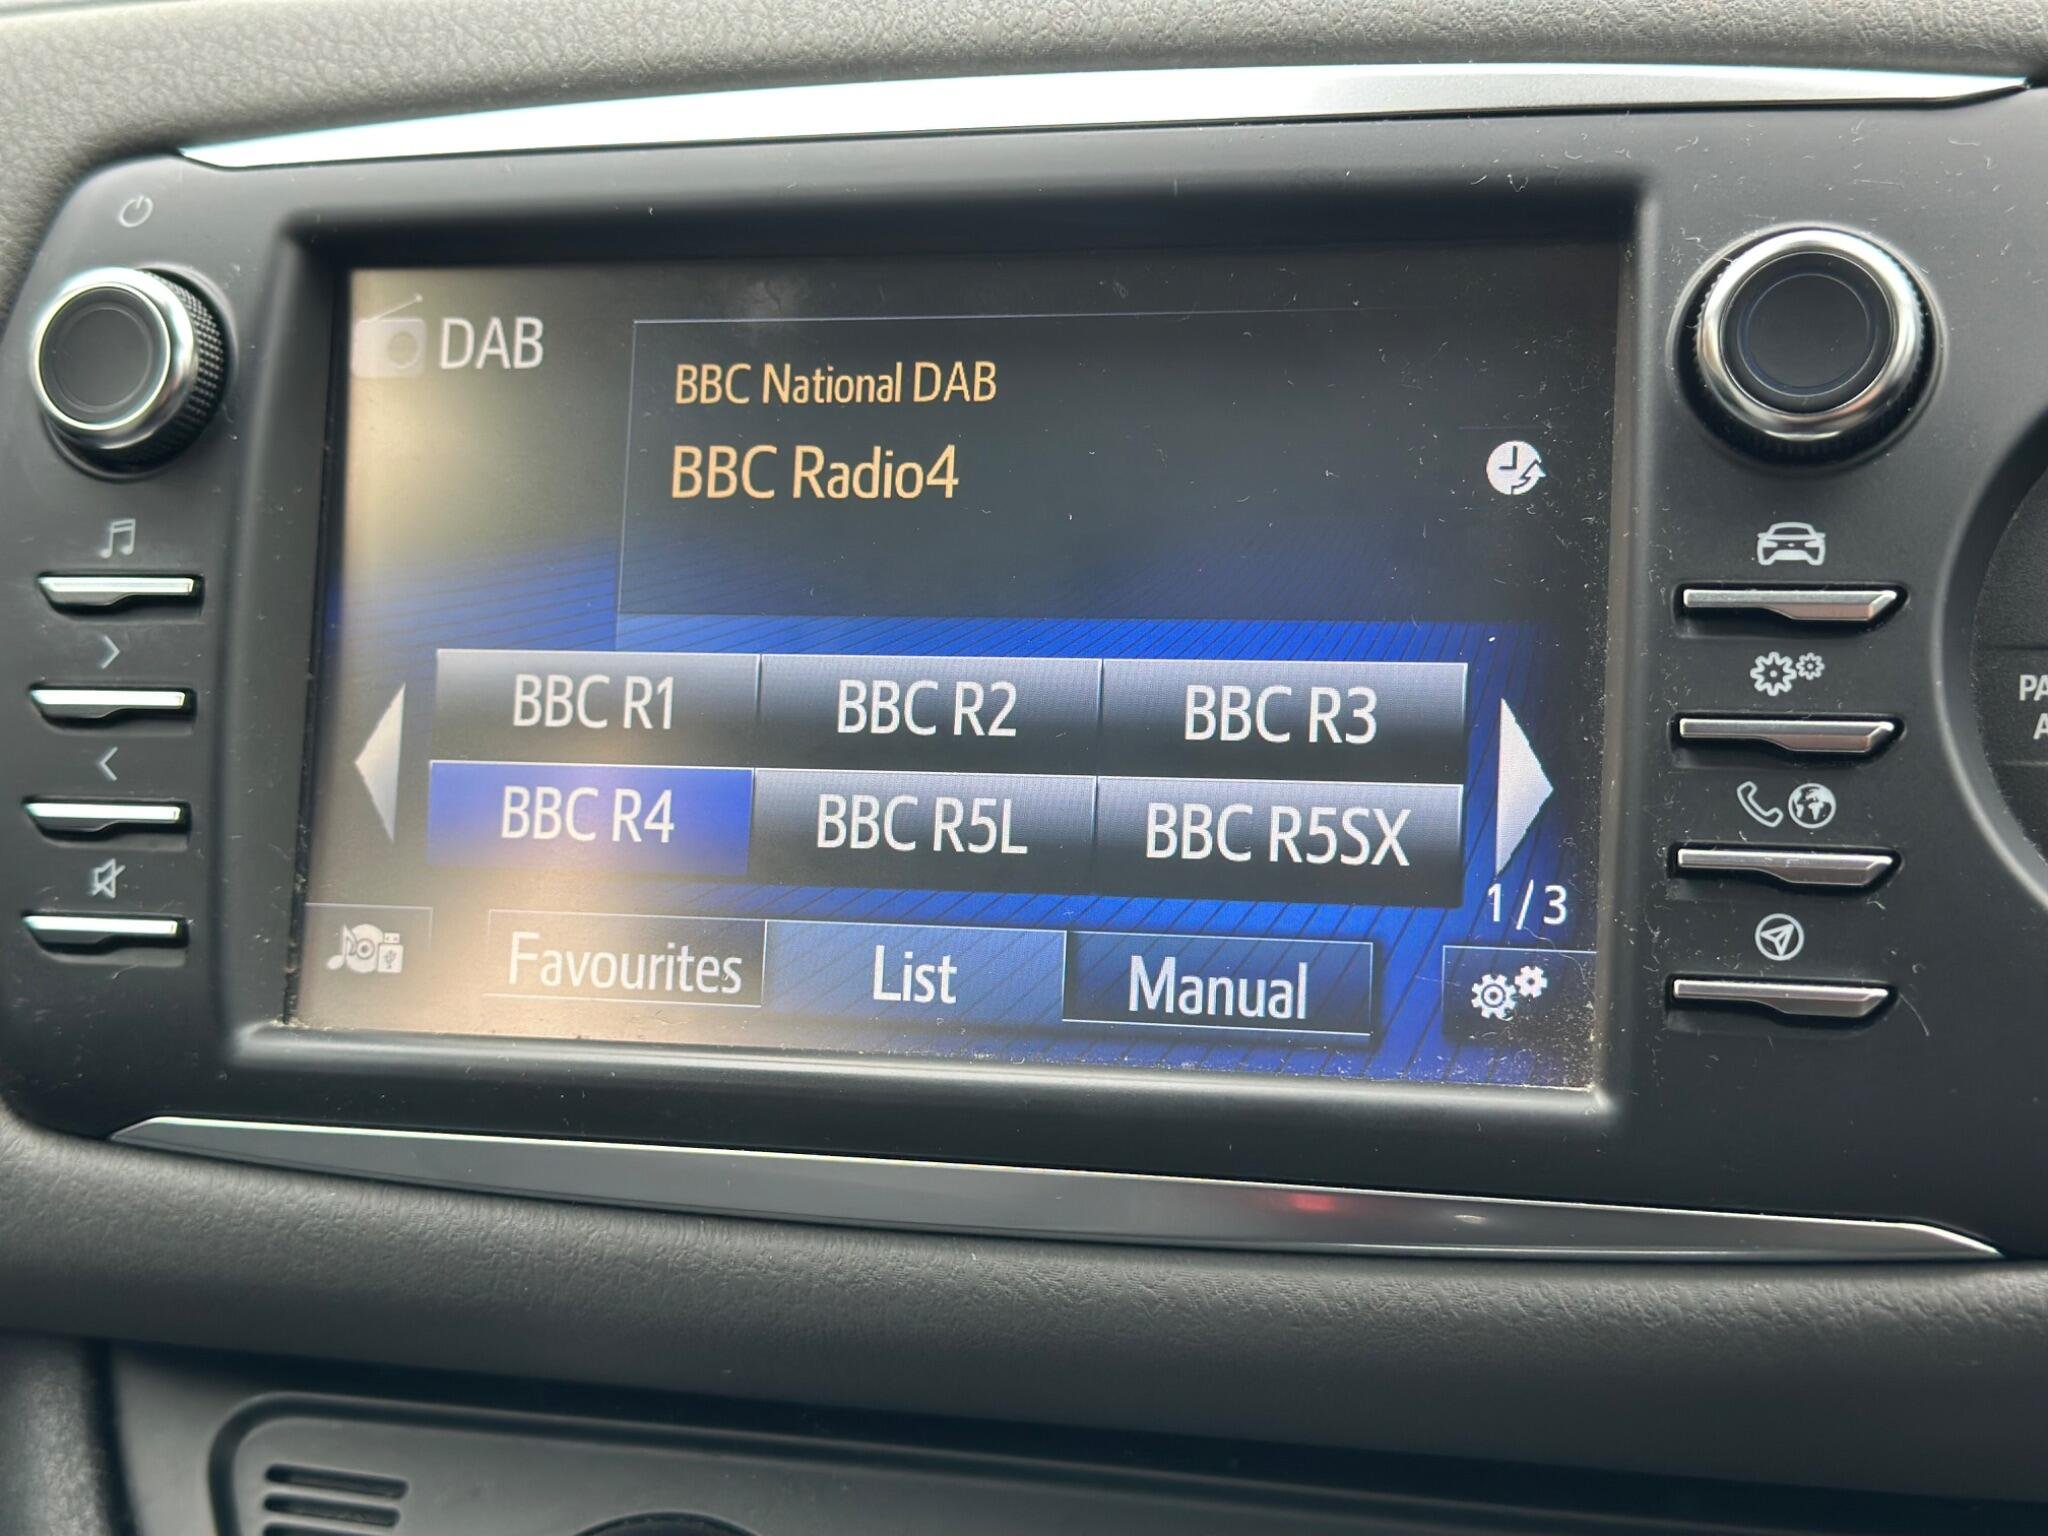 DAB
BBC National DAB
BBC Radio4
BBC R1 BBC R2 BBC R3
BBC R4 BBC R5L BBC R5SX
1/3
Favourites List Manual
PA
A